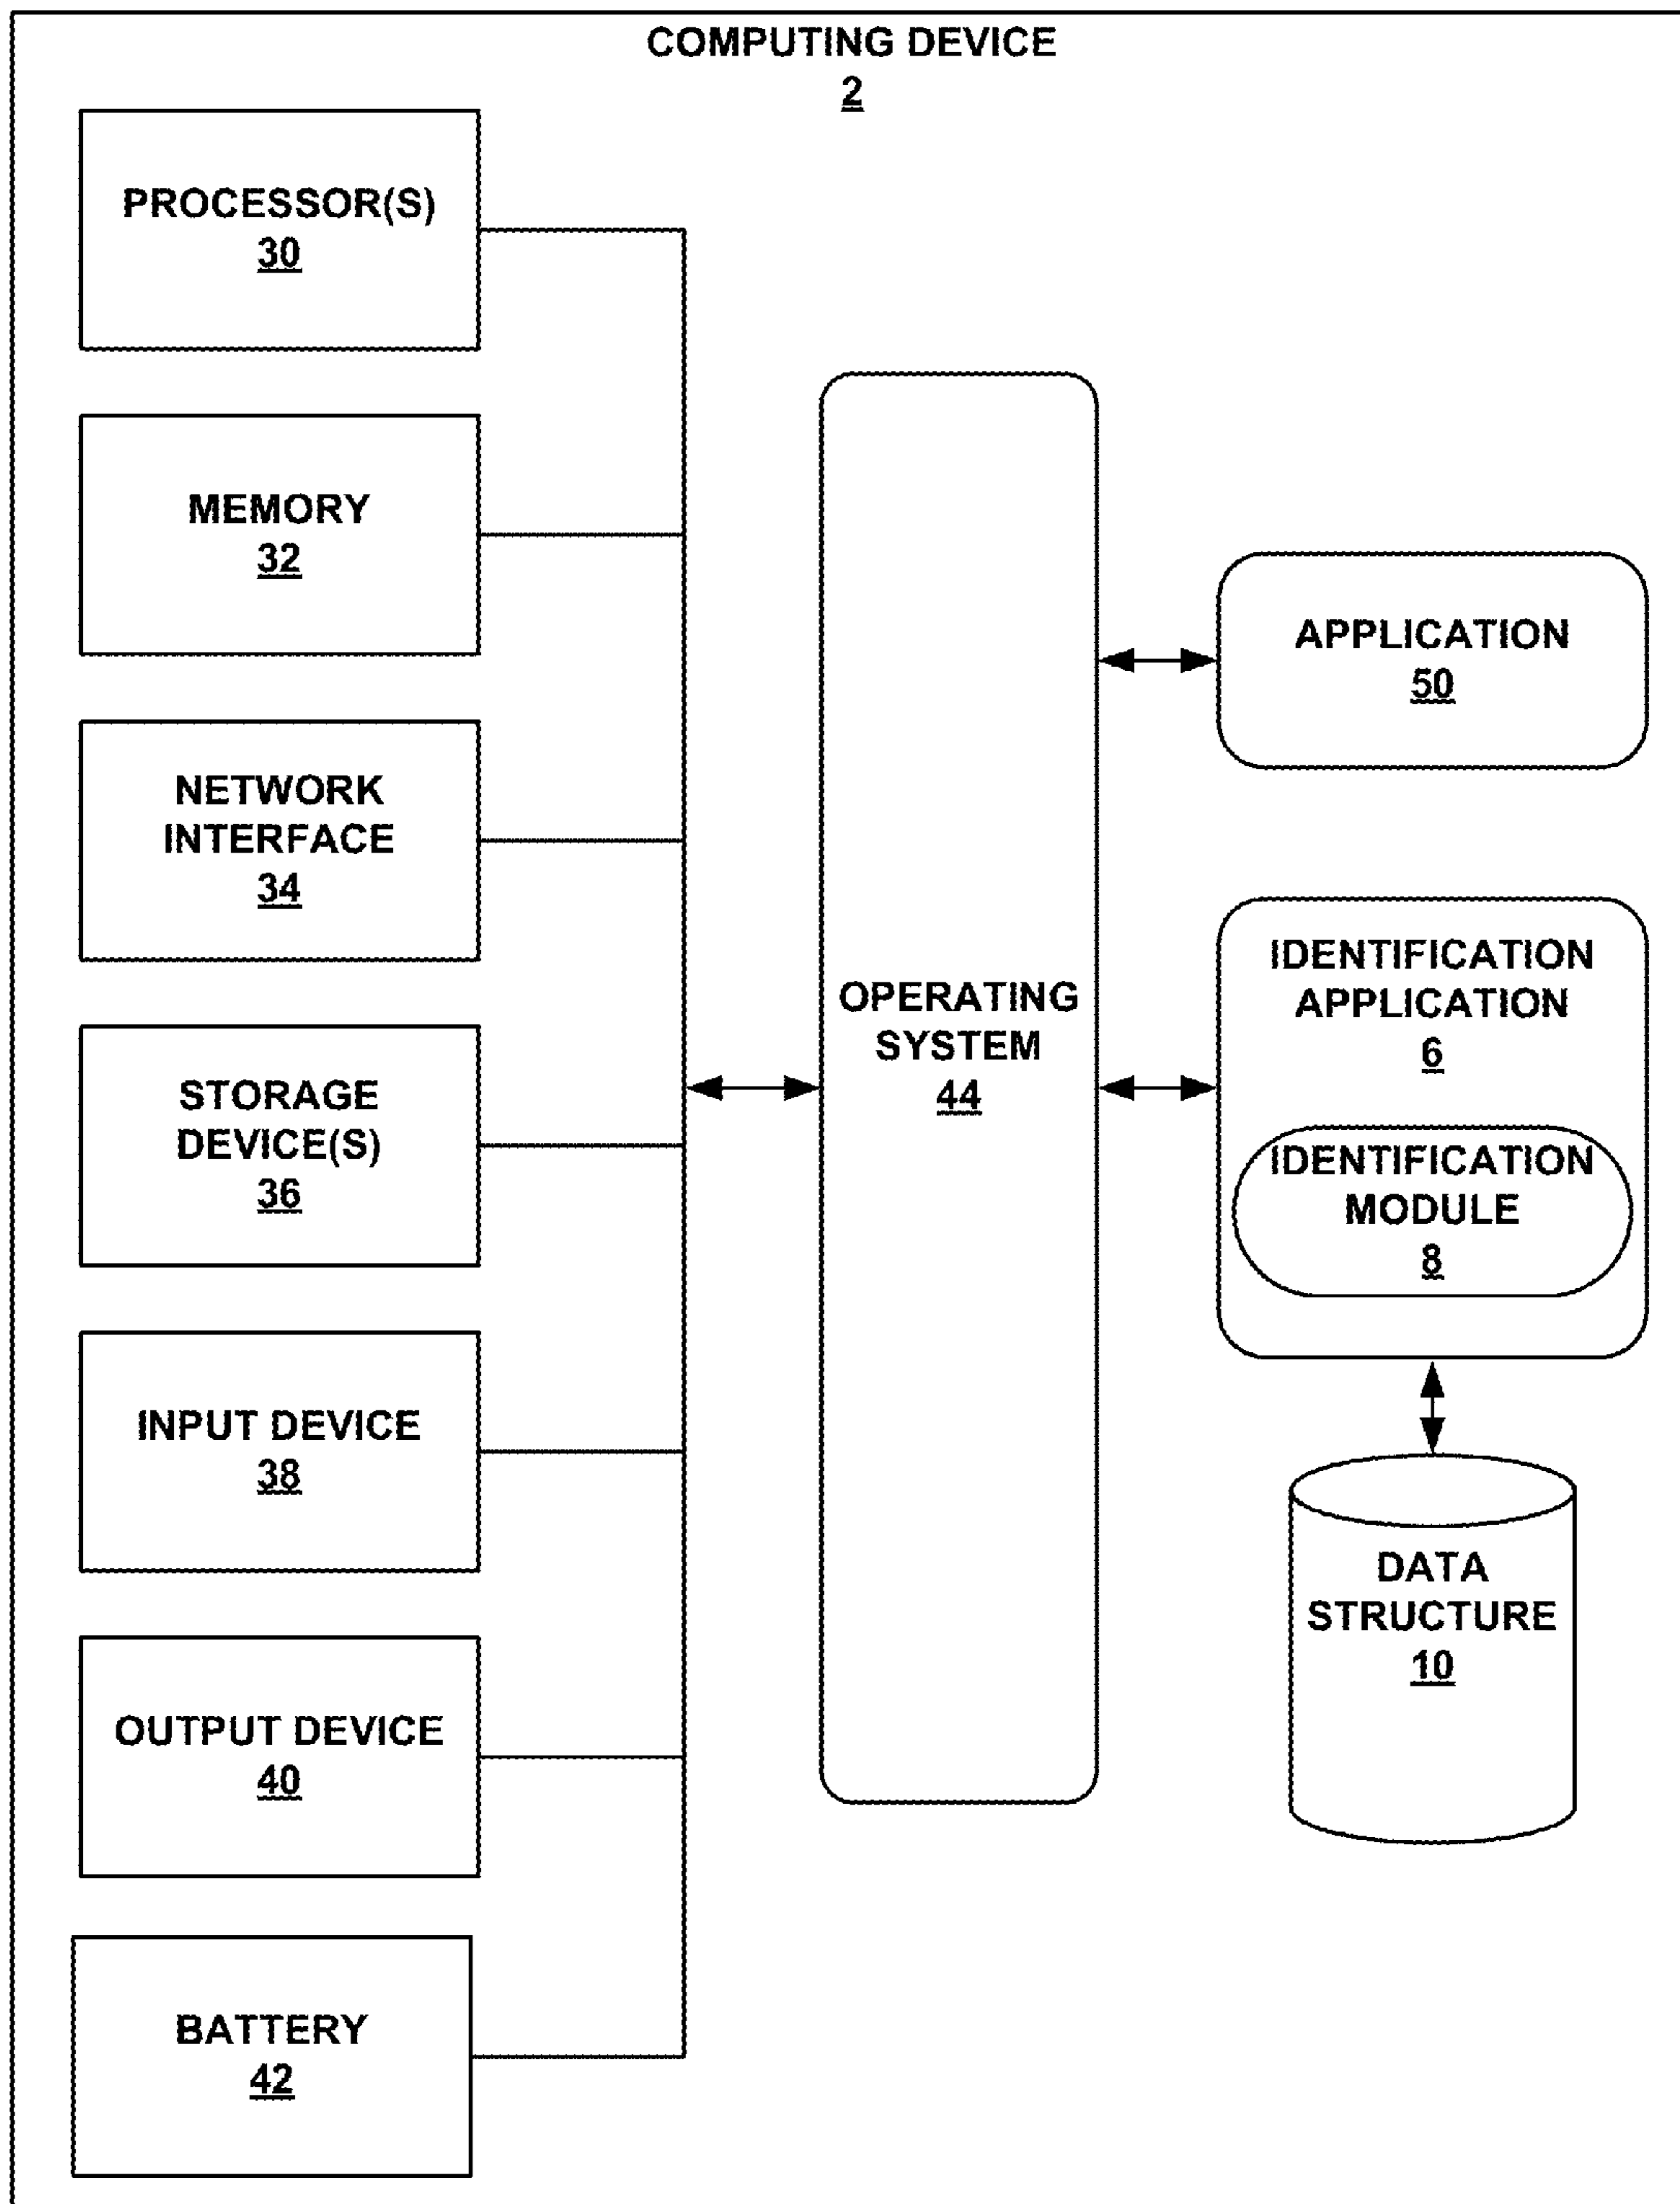 COMPUTING DEVICE
2
PROCESSOR(S)
30
MEMORY
32
NETWORK
INTERFACE
34
STORAGE
DEVICE(S)
36
INPUT DEVICE
38
OUTPUT DEVICE
40
BATTERY
42
OPERATING
SYSTEM
44
APPLICATION
50
IDENTIFICATION
APPLICATION
6
IDENTIFICATION
MODULE
8
DATA
STRUCTURE
10